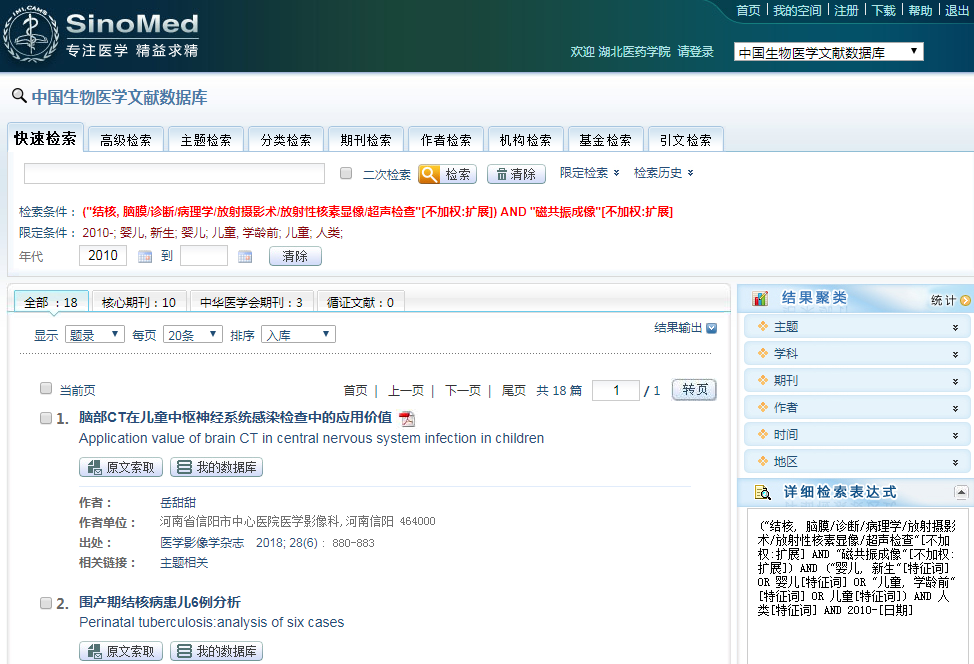 I.M.I.CAMS
SinoMed
专注医学 精益求精
首页 | 我的空间 | 注册 | 下载 | 帮助 | 退出
欢迎 湖北医药学院 请登录
中国生物医学文献数据库
中国生物医学文献数据库
快速检索 高级检索 主题检索 分类检索 期刊检索 作者检索 机构检索 基金检索 引文检索
二次检索 检索 清除 限定检索 检索历史
检索条件： ("结核, 脑膜/诊断/病理学/放射摄影术/放射性核素显像/超声检查"[不加权:扩展]) AND "磁共振成像"[不加权:扩展]
限定条件： 2010-; 婴儿, 新生; 婴儿; 儿童, 学龄前; 儿童; 人类;
年代 2010 到 清除
全部 ：18 核心期刊：10 中华医学会期刊：3 循证文献：0
显示 题录 每页 20条 排序 入库
结果输出
当前页 首页 | 上一页 | 下一页 | 尾页 共 18 篇 1 / 1 转页
1. 脑部CT在儿童中枢神经系统感染检查中的应用价值
Application value of brain CT in central nervous system infection in children
原文索取 我的数据库
作者： 岳甜甜
作者单位： 河南省信阳市中心医院医学影像科, 河南信阳 464000
出处： 医学影像学杂志 2018; 28(6) : 880-883
相关链接： 主题相关
2. 围产期结核病患儿6例分析
Perinatal tuberculosis:analysis of six cases
原文索取 我的数据库
结果聚类 统计
主题
学科
期刊
作者
时间
地区
详细检索表达式
("结核, 脑膜/诊断/病理学/放射摄影
术/放射性核素显像/超声检查"[不加
权:扩展] AND "磁共振成像"[不加权:
扩展]) AND ("婴儿, 新生"[特征词]
OR 婴儿[特征词] OR "儿童, 学龄前"
[特征词] OR 儿童[特征词]) AND 人
类[特征词] AND 2010-[日期]